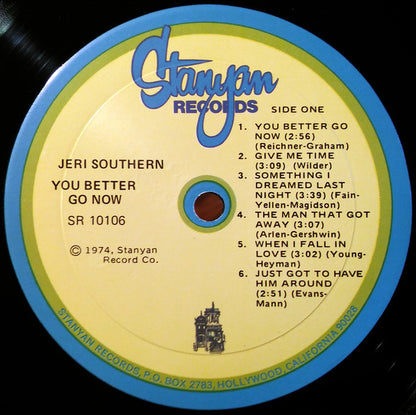 Stanyan
RECORDS
SIDE ONE
JERI SOUTHERN
YOU BETTER
GO NOW
SR 10106
© 1974, Stanyan
Record Co.
1. YOU BETTER GO
NOW (2:56)
(Reichner-Graham)
2. GIVE ME TIME
(3:09) (Wilder)
3. SOMETHING I
DREAMED LAST
NIGHT (3:39) (Fain-
Yellen-Magidson)
4. THE MAN THAT GOT
AWAY (3:07)
(Arlen-Gershwin)
5. WHEN I FALL IN
LOVE (3:02) (Young-
Heyman)
6. JUST GOT TO HAVE
HIM AROUND
(2:51) (Evans-
Mann)
STANYAN RECORDS, P.O. BOX 2783, HOLLYWOOD, CALIFORNIA 90028